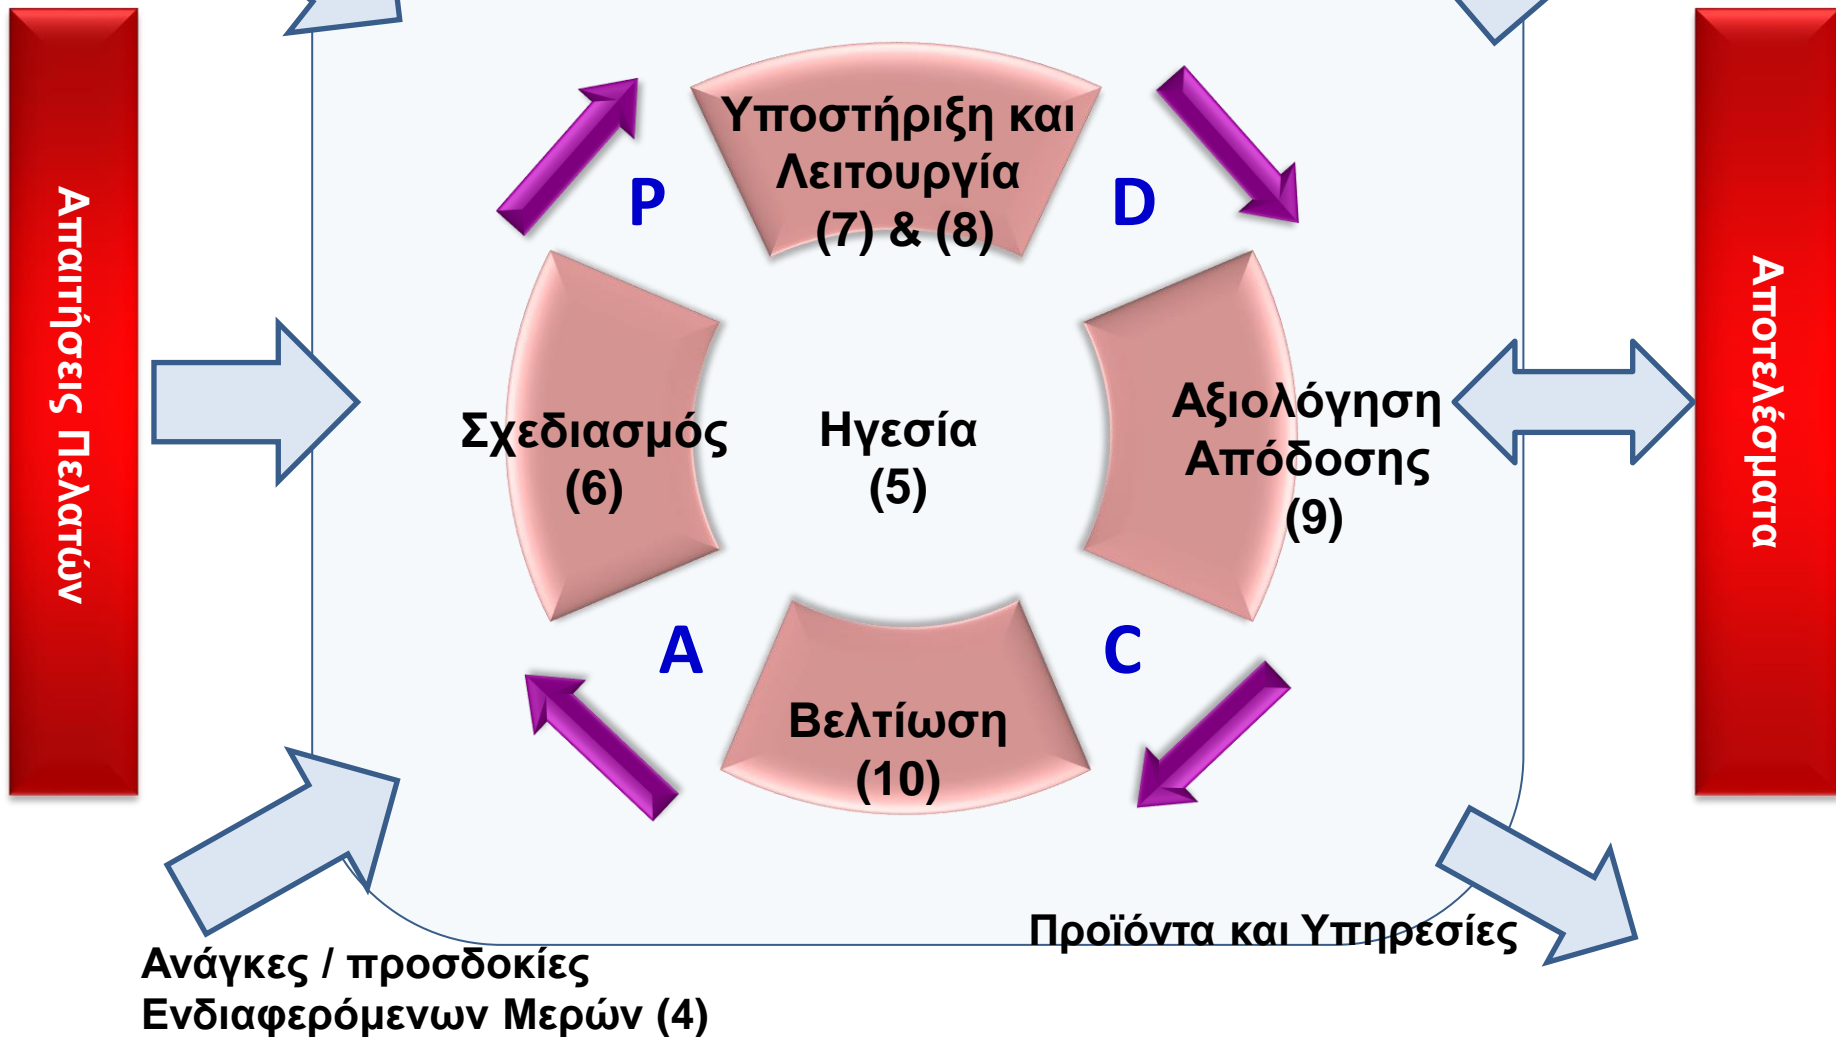 Απαιτήσεις Πελατών
Υποστήριξη και
Λειτουργία
(7) & (8)
P
D
Σχεδιασμός
(6)
Ηγεσία
(5)
Αξιολόγηση
Απόδοσης
(9)
A
C
Βελτίωση
(10)
Αποτελέσματα
Προϊόντα και Υπηρεσίες
Ανάγκες / προσδοκίες
Ενδιαφερόμενων Μερών (4)